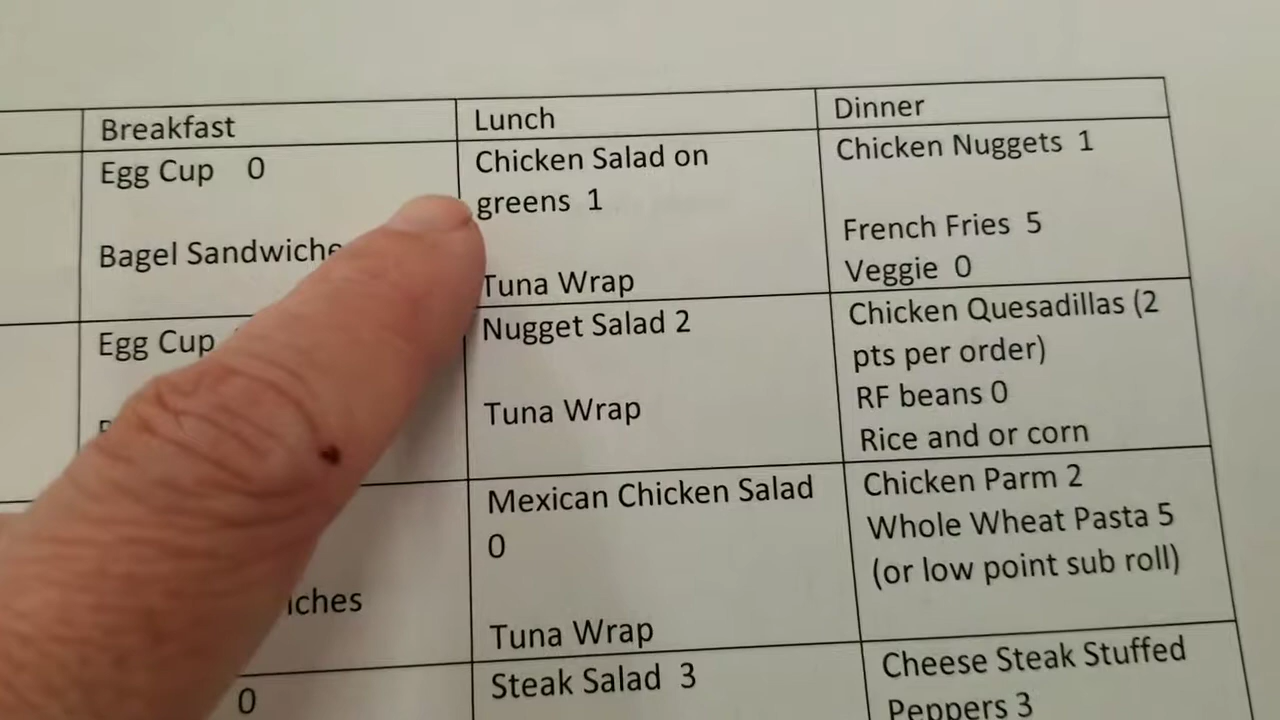 Breakfast
Lunch
Dinner
Egg Cup 0
Bagel
Chicken Salad on
greens 1
Tuna Wrap
Chicken Nuggets 1
French Fries 5
Veggie 0
Egg Cup
Nugget Salad 2
Tuna Wrap
Chicken Quesadillas (2
pts per order)
RF beans 0
Rice and or corn
Mexican Chicken Salad
0
Tuna Wrap
Chicken Parm 2
Whole Wheat Pasta 5
(or low point sub roll)
0
Steak Salad 3
Cheese Steak Stuffed
Peppers 3